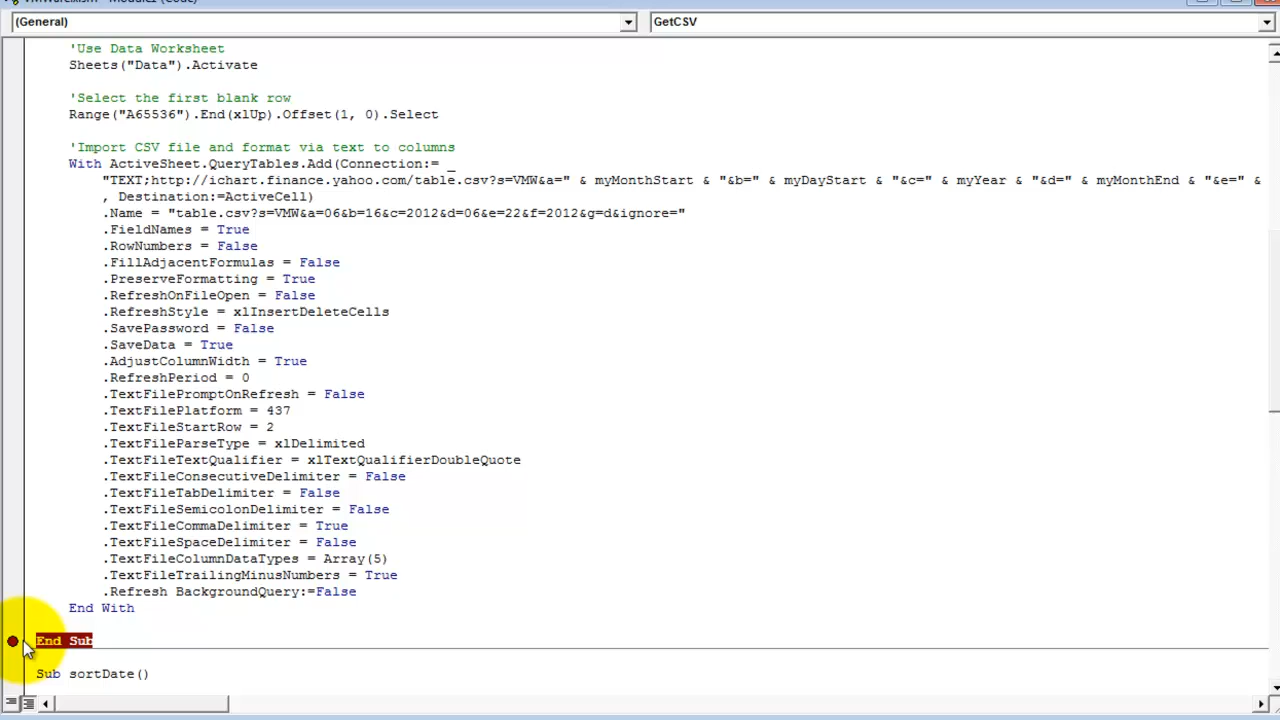 (General)
GetCSV
'Use Data Worksheet
Sheets("Data").Activate
'Select the first blank row
Range("A65536").End(xlUp).Offset(1, 0).Select
'Import CSV file and format via text to columns
With ActiveSheet.QueryTables.Add(Connection:= _
"TEXT;http://ichart.finance.yahoo.com/table.csv?s=VMW&a=" & myMonthStart & "&b=" & myDayStart & "&c=" & myYear & "&d=" & myMonthEnd & "&e=" &
, Destination:=ActiveCell)
.Name = "table.csv?s=VMW&a=06&b=16&c=2012&d=06&e=22&f=2012&g=d&ignore="
.FieldNames = True
.RowNumbers = False
.FillAdjacentFormulas = False
.PreserveFormatting = True
.RefreshOnFileOpen = False
.RefreshStyle = xlInsertDeleteCells
.SavePassword = False
.SaveData = True
.AdjustColumnWidth = True
.RefreshPeriod = 0
.TextFilePromptOnRefresh = False
.TextFilePlatform = 437
.TextFileStartRow = 2
.TextFileParseType = xlDelimited
.TextFileTextQualifier = xlTextQualifierDoubleQuote
.TextFileConsecutiveDelimiter = False
.TextFileTabDelimiter = False
.TextFileSemicolonDelimiter = False
.TextFileCommaDelimiter = True
.TextFileSpaceDelimiter = False
.TextFileColumnDataTypes = Array(5)
.TextFileTrailingMinusNumbers = True
.Refresh BackgroundQuery:=False
End With
End Sub
Sub sortDate()